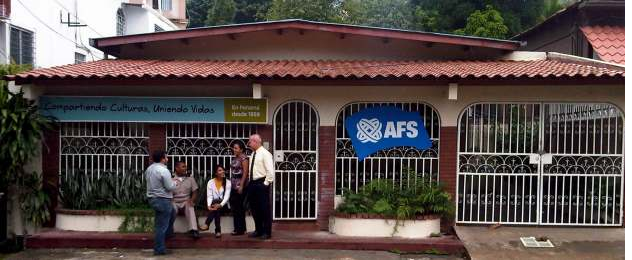 Compartiendo Culturas, Uniendo Vidas
En Panamá
desde 1959
AFS